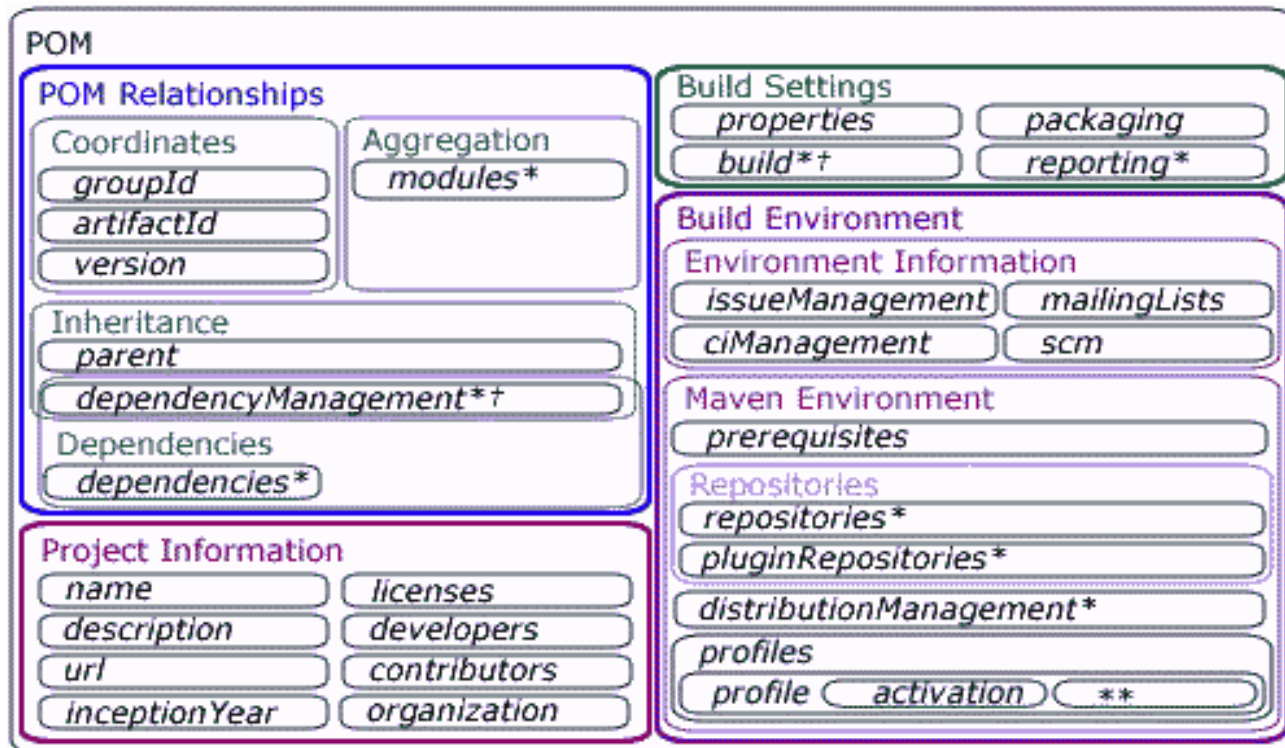 POM
POM Relationships
Coordinates
groupId
artifactId
version
Aggregation
modules*
Inheritance
parent
dependencyManagement*†
Dependencies
dependencies*
Project Information
name
licenses
description
developers
url
contributors
inceptionYear
organization
Build Settings
properties
packaging
build*†
reporting*
Build Environment
Environment Information
issueManagement
mailingLists
ciManagement
scm
Maven Environment
prerequisites
Repositories
repositories*
pluginRepositories*
distributionManagement*
profiles
profile activation **